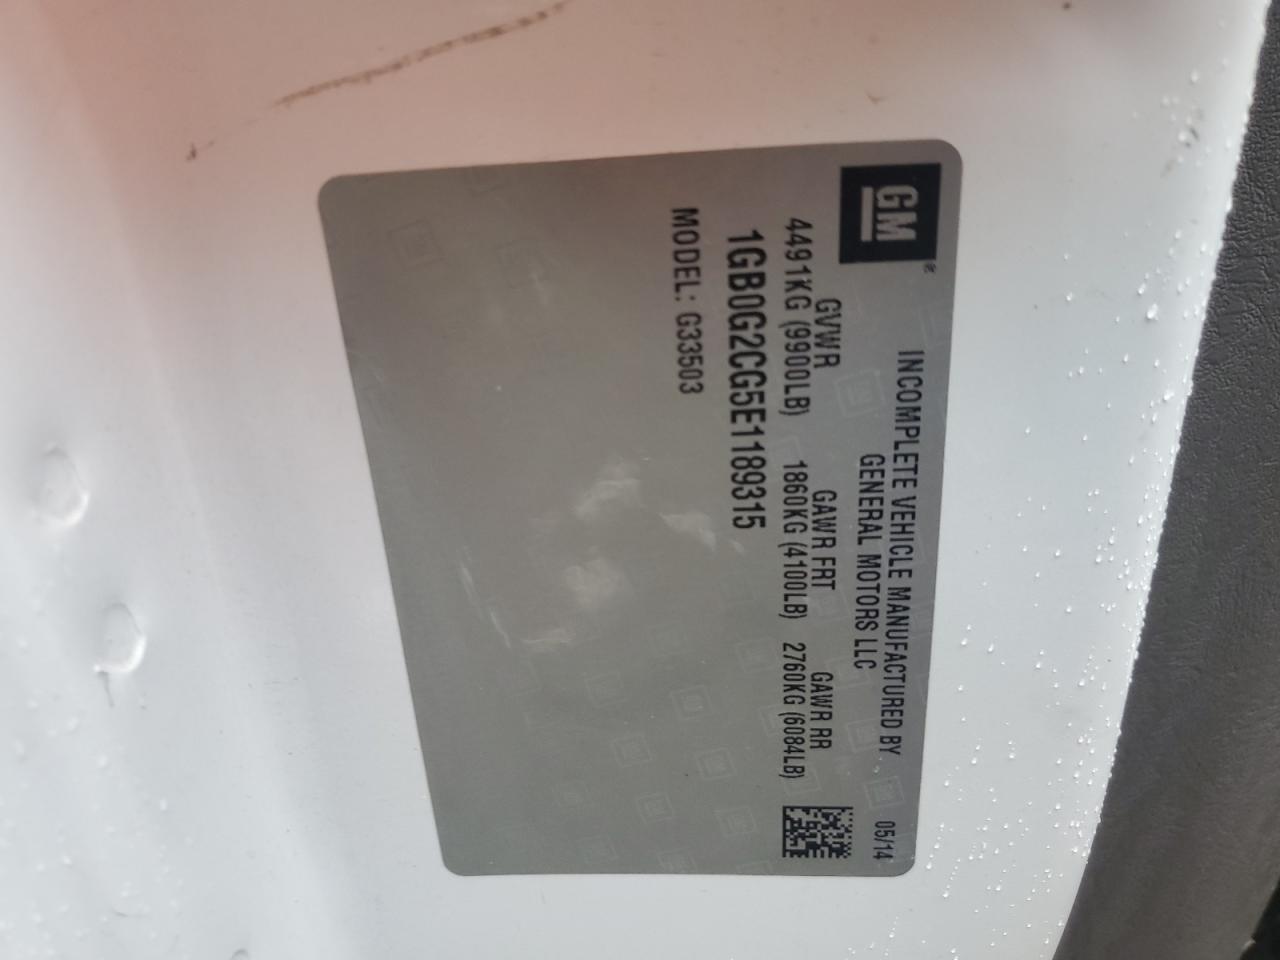 GM®
INCOMPLETE VEHICLE MANUFACTURED BY 05/14
GENERAL MOTORS LLC
GVWR GAWR FRT GAWR RR
4491KG (9900LB) 1860KG (4100LB) 2760KG (6084LB)
1GB0G2CG5E1189315
MODEL: G33503